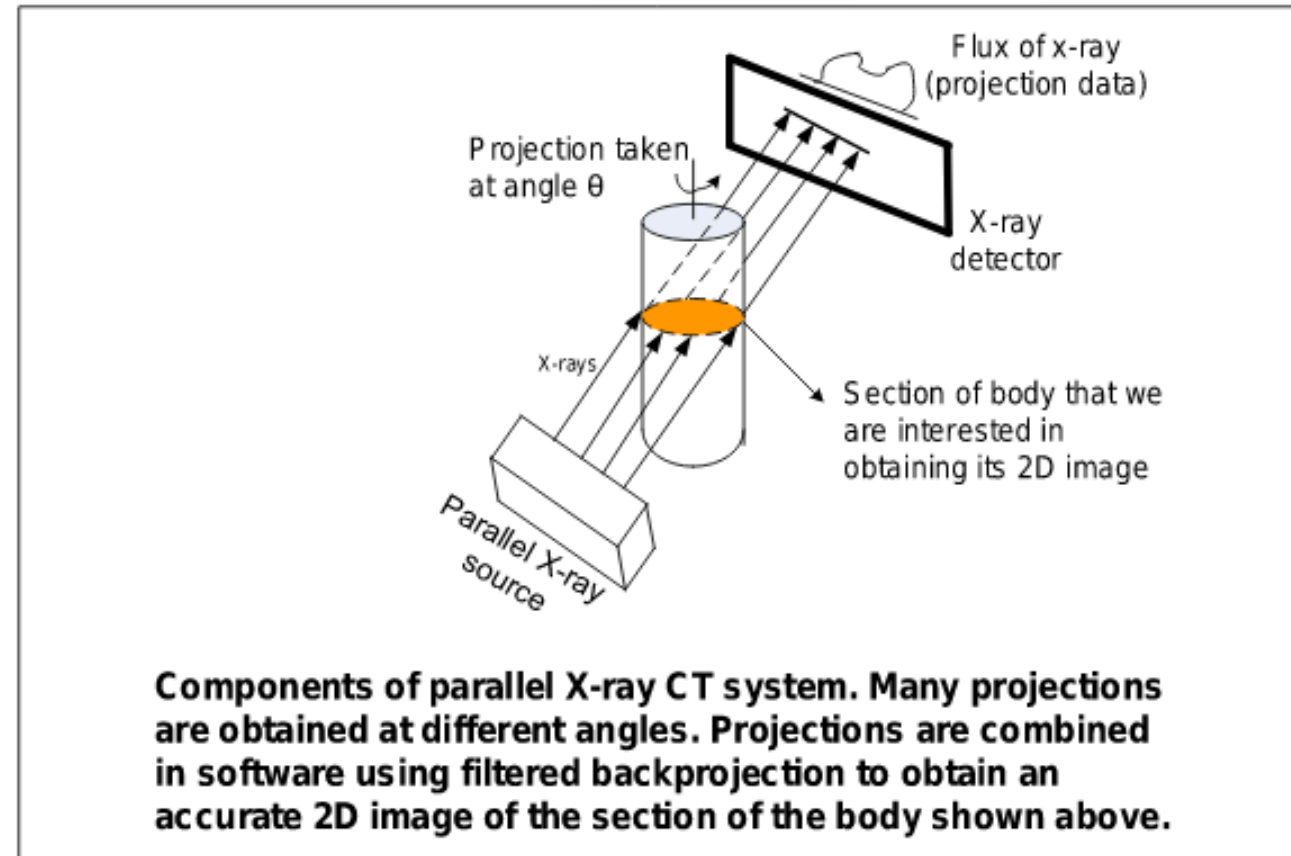 Flux of x-ray
(projection data)
Projection taken
at angle θ
X-ray
detector
X-rays
Section of body that we
are interested in
obtaining its 2D image
Parallel X-ray
source
Components of parallel X-ray CT system. Many projections
are obtained at different angles. Projections are combined
in software using filtered backprojection to obtain an
accurate 2D image of the section of the body shown above.